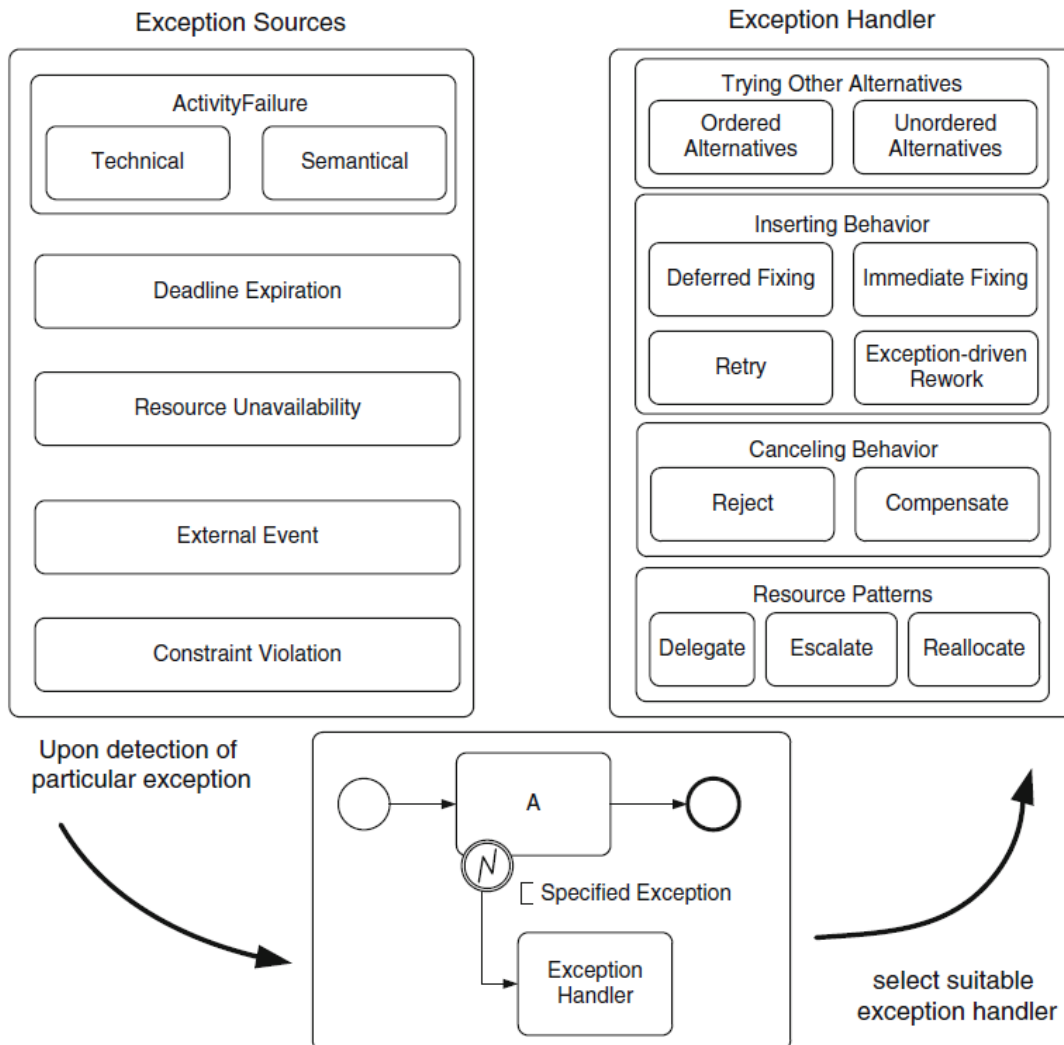 Exception Sources
ActivityFailure
Technical
Semantical
Deadline Expiration
Resource Unavailability
External Event
Constraint Violation
Exception Handler
Trying Other Alternatives
Ordered
Alternatives
Unordered
Alternatives
Inserting Behavior
Deferred Fixing
Immediate Fixing
Retry
Exception-driven
Rework
Canceling Behavior
Reject
Compensate
Resource Patterns
Delegate
Escalate
Reallocate
Upon detection of
particular exception
A
Specified Exception
Exception
Handler
select suitable
exception handler